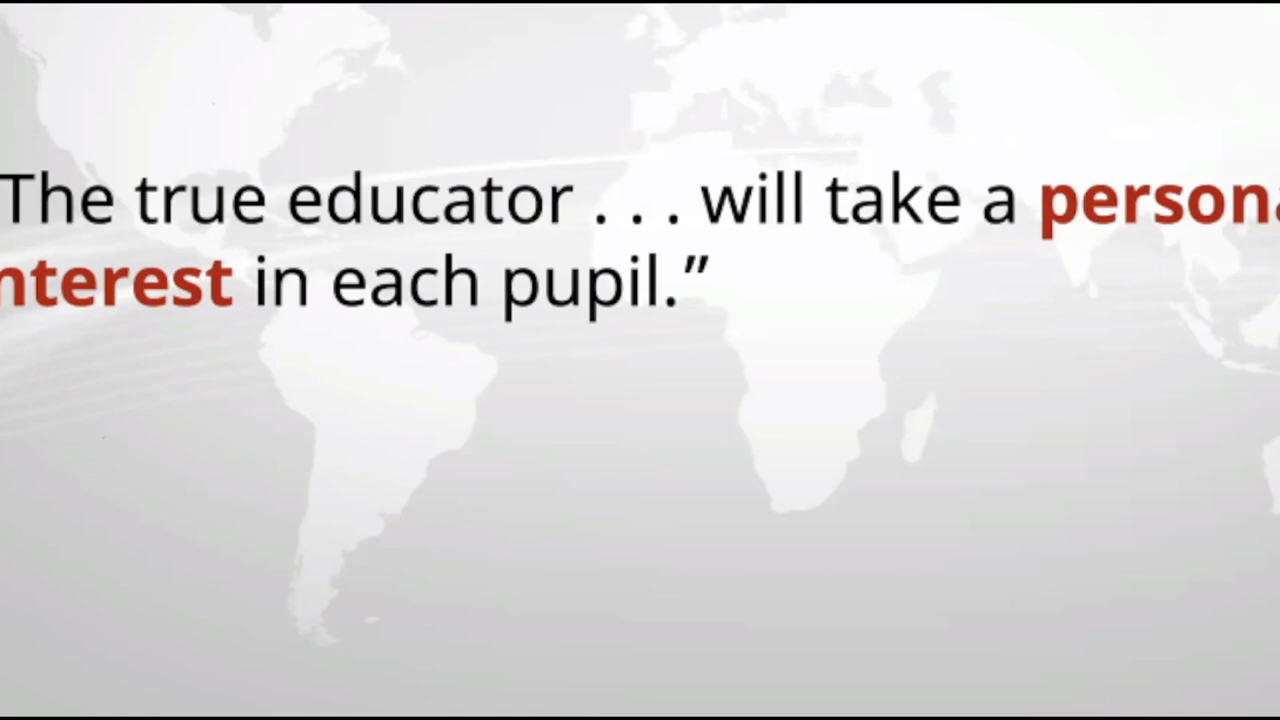 The true educator . . . will take a persona
nterest in each pupil.”